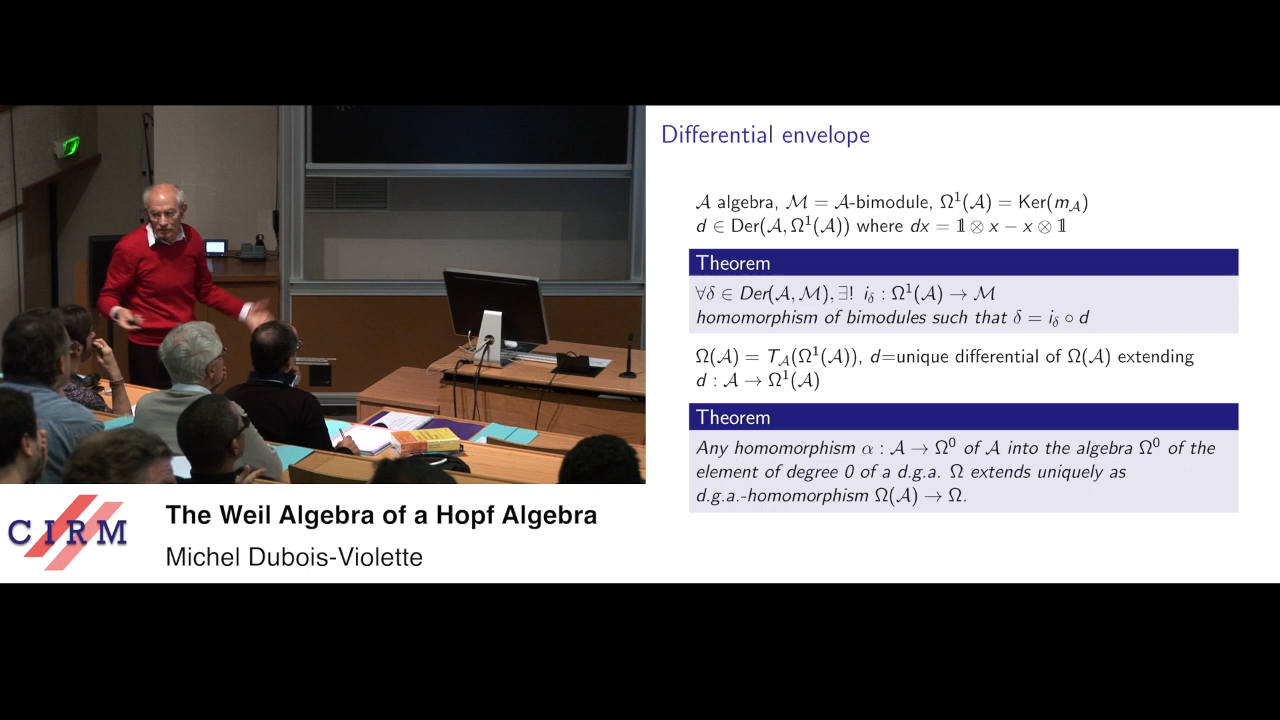 Differential envelope
𝒜 algebra, ℳ = 𝒜-bimodule, Ω¹(𝒜) = Ker(m_𝒜)
d ∈ Der(𝒜, Ω¹(𝒜)) where dx = 𝟙 ⊗ x − x ⊗ 𝟙
Theorem
∀δ ∈ Der(𝒜, ℳ), ∃! i_δ : Ω¹(𝒜) → ℳ
homomorphism of bimodules such that δ = i_δ ∘ d
Ω(𝒜) = T_𝒜(Ω¹(𝒜)), d=unique differential of Ω(𝒜) extending
d : 𝒜 → Ω¹(𝒜)
Theorem
Any homomorphism α : 𝒜 → Ω⁰ of 𝒜 into the algebra Ω⁰ of the
element of degree 0 of a d.g.a. Ω extends uniquely as
d.g.a.-homomorphism Ω(𝒜) → Ω.
CIRM
The Weil Algebra of a Hopf Algebra
Michel Dubois-Violette